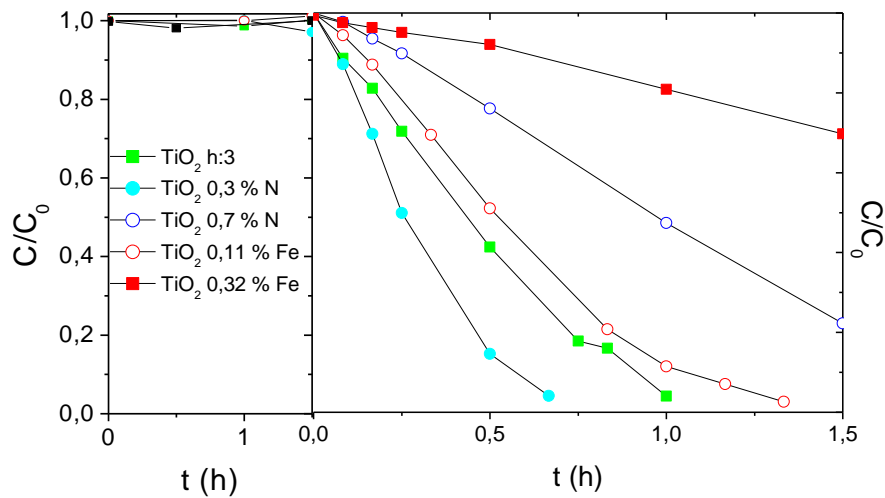 1,0
0,8
0,6
0,4
0,2
0,0
C/C₀
TiO₂ h:3
TiO₂ 0,3 % N
TiO₂ 0,7 % N
TiO₂ 0,11 % Fe
TiO₂ 0,32 % Fe
C/C₀
0 1 0,0 0,5 1,0 1,5
t (h) t (h)